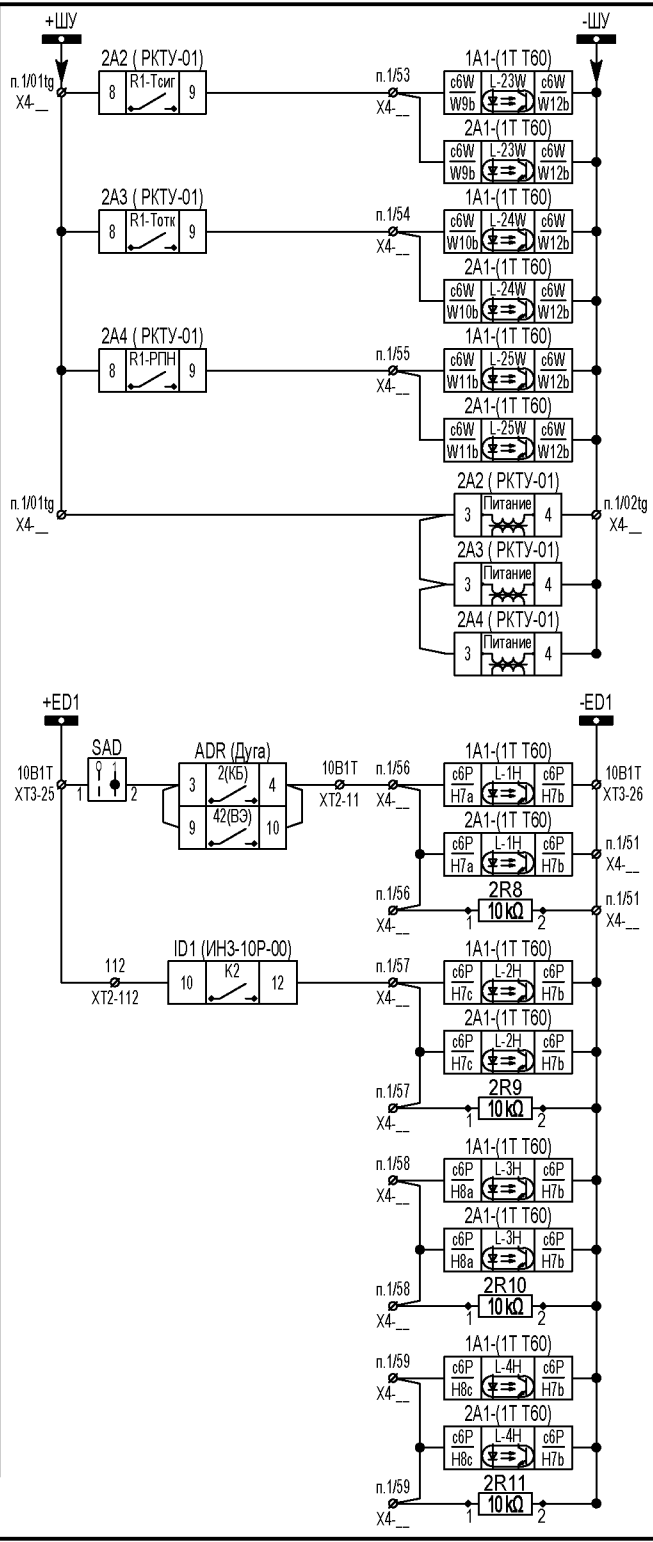 +ШУ -ШУ
2А2 ( РКТУ-01) 1А1-(1Т Т60)
п.1/01tg 8 R1-Тсиг 9 п.1/53 c6W L-23W c6W
X4-__ X4-__ W9b W12b
2А1-(1Т Т60)
c6W L-23W c6W
W9b W12b
2А3 ( РКТУ-01) 1А1-(1Т Т60)
8 R1-Тотк 9 п.1/54 c6W L-24W c6W
X4-__ W10b W12b
2А1-(1Т Т60)
c6W L-24W c6W
W10b W12b
2А4 ( РКТУ-01) 1А1-(1Т Т60)
8 R1-РПН 9 п.1/55 c6W L-25W c6W
X4-__ W11b W12b
2А1-(1Т Т60)
c6W L-25W c6W
W11b W12b
2А2 ( РКТУ-01)
п.1/01tg 3 Питание 4 п.1/02tg
X4-__ X4-__
2А3 ( РКТУ-01)
3 Питание 4
2А4 ( РКТУ-01)
3 Питание 4
+ED1 -ED1
SAD ADR (Дуга) 1А1-(1Т Т60)
10В1Т 1 0 1 2 3 2(КБ) 4 10В1Т п.1/56 c6P L-1H c6P 10В1Т
ХТ3-25 ХТ2-11 X4-__ H7a H7b ХТ3-26
9 42(ВЭ) 10 2А1-(1Т Т60)
c6P L-1H c6P п.1/51
H7a H7b X4-__
п.1/56 2R8 п.1/51
X4-__ 1 10 kΩ 2 X4-__
ID1 (ИНЗ-10Р-00) 1А1-(1Т Т60)
112 10 К2 12 п.1/57 c6P L-2H c6P
ХТ2-112 X4-__ H7c H7b
2А1-(1Т Т60)
c6P L-2H c6P
H7c H7b
п.1/57 2R9
X4-__ 1 10 kΩ 2
1А1-(1Т Т60)
п.1/58 c6P L-3H c6P
X4-__ H8a H7b
2А1-(1Т Т60)
c6P L-3H c6P
H8a H7b
п.1/58 2R10
X4-__ 1 10 kΩ 2
1А1-(1Т Т60)
п.1/59 c6P L-4H c6P
X4-__ H8c H7b
2А1-(1Т Т60)
c6P L-4H c6P
H8c H7b
п.1/59 2R11
X4-__ 1 10 kΩ 2